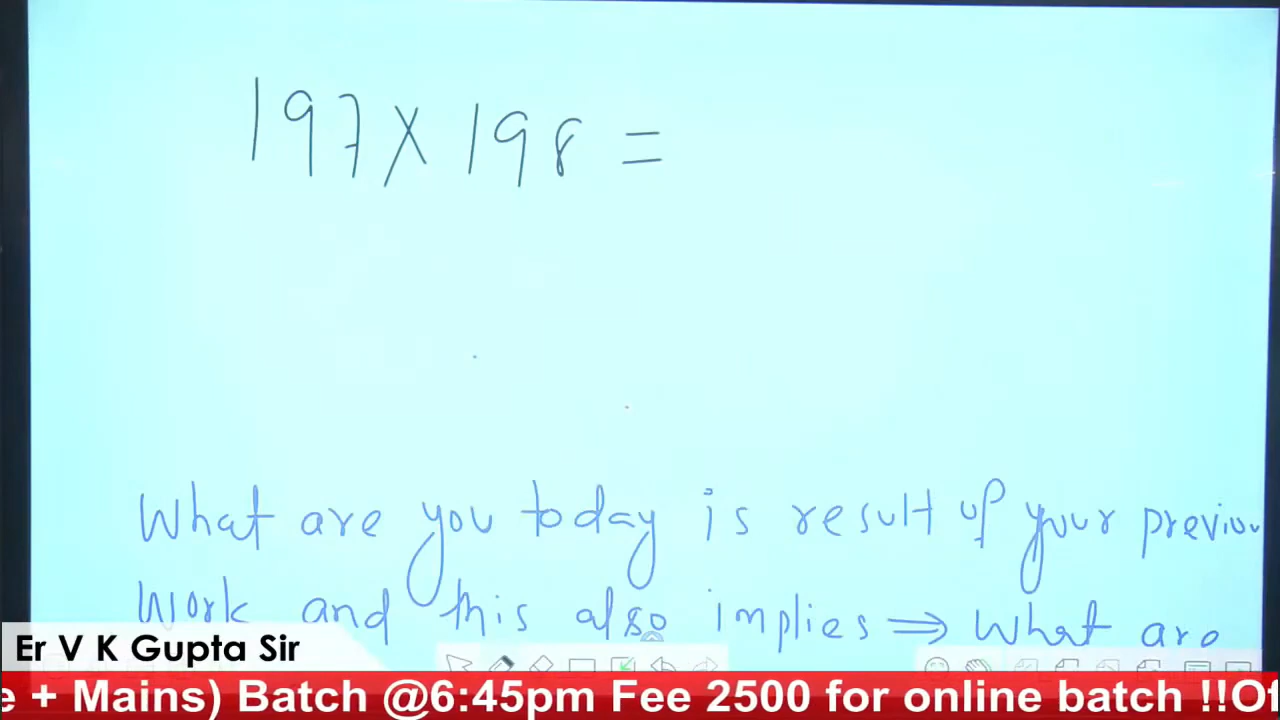 197 X 198 =
What are you today is result of your previou
Work and this also implies ⇒ What are
Er V K Gupta Sir
e + Mains) Batch @6:45pm Fee 2500 for online batch !!Of